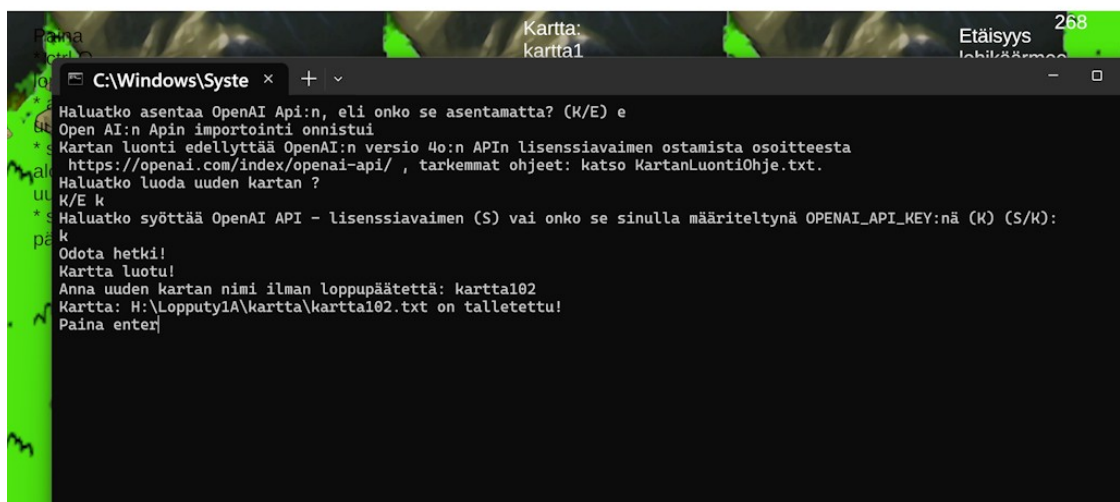 Paina
Kartta:
kartta1
268
Etäisyys
lohikäärmee
C:\Windows\Syste
Haluatko asentaa OpenAI Api:n, eli onko se asentamatta? (K/E) e
Open AI:n Apin importointi onnistui
Kartan luonti edellyttää OpenAI:n versio 4o:n APIn lisenssiavaimen ostamista osoitteesta
https://openai.com/index/openai-api/ , tarkemmat ohjeet: katso KartanLuontiOhje.txt.
Haluatko luoda uuden kartan ?
K/E k
Haluatko syöttää OpenAI API - lisenssiavaimen (S) vai onko se sinulla määriteltynä OPENAI_API_KEY:nä (K) (S/K):
k
Odota hetki!
Kartta luotu!
Anna uuden kartan nimi ilman loppupäätettä: kartta102
Kartta: H:\Lopputy1A\kartta\kartta102.txt on talletettu!
Paina enter